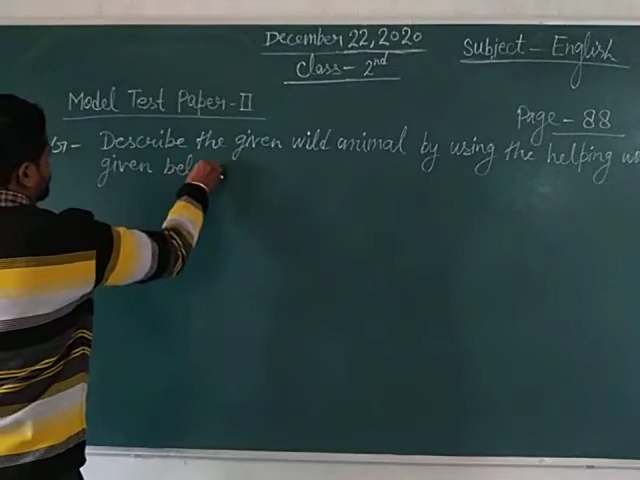 December 22, 2020
Class - 2nd
Subject - English
Model Test Paper - II
Page - 88
Describe the given wild animal by using the helping wo
given bel